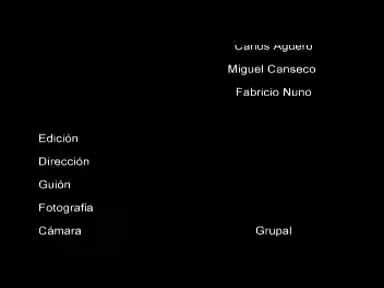 Carlos Aguero
Miguel Canseco
Fabricio Nuno
Edición
Dirección
Guión
Fotografía
Cámara Grupal